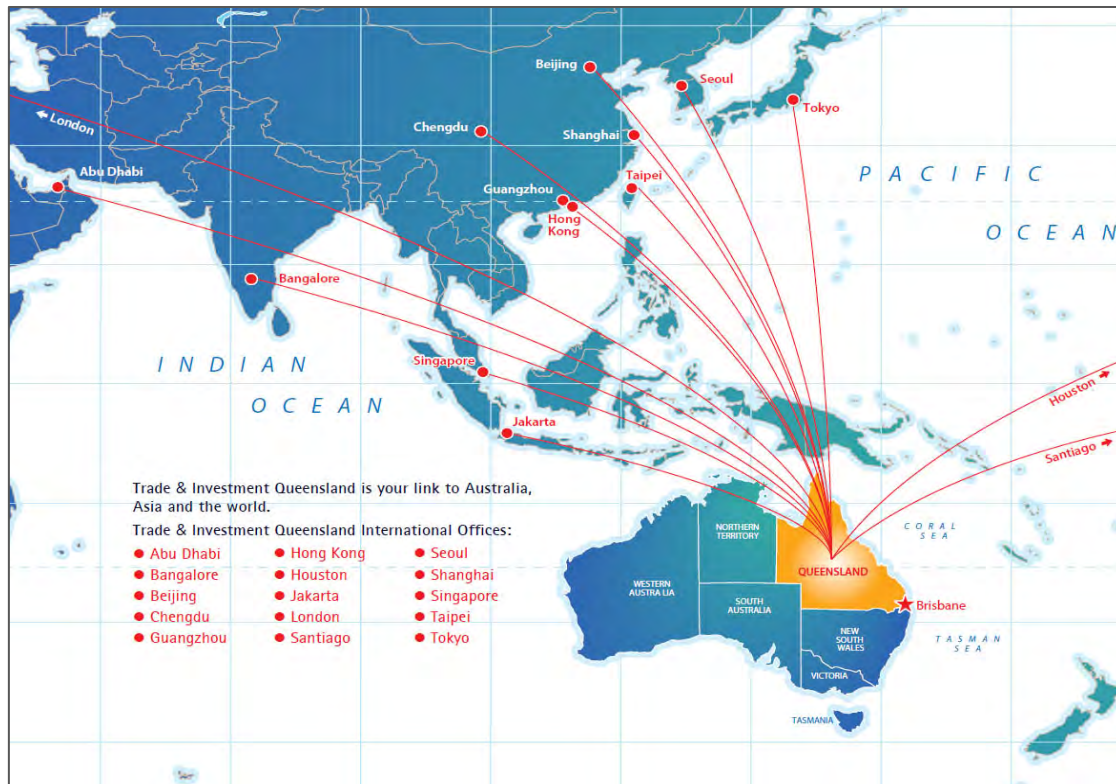 Beijing
Seoul
Tokyo
← London
Chengdu
Shanghai
Abu Dhabi
Taipei
PACIFIC
Guangzhou
Hong
Kong
OCEAN
Bangalore
INDIAN
Singapore
OCEAN
Houston →
Jakarta
Santiago →
Trade & Investment Queensland is your link to Australia,
Asia and the world.
Trade & Investment Queensland International Offices:
Abu Dhabi
Bangalore
Beijing
Chengdu
Guangzhou
Hong Kong
Houston
Jakarta
London
Santiago
Seoul
Shanghai
Singapore
Taipei
Tokyo
NORTHERN
TERRITORY
CORAL
SEA
QUEENSLAND
WESTERN
AUSTRALIA
SOUTH
AUSTRALIA
Brisbane
NEW
SOUTH
WALES
TASMAN
SEA
VICTORIA
TASMANIA